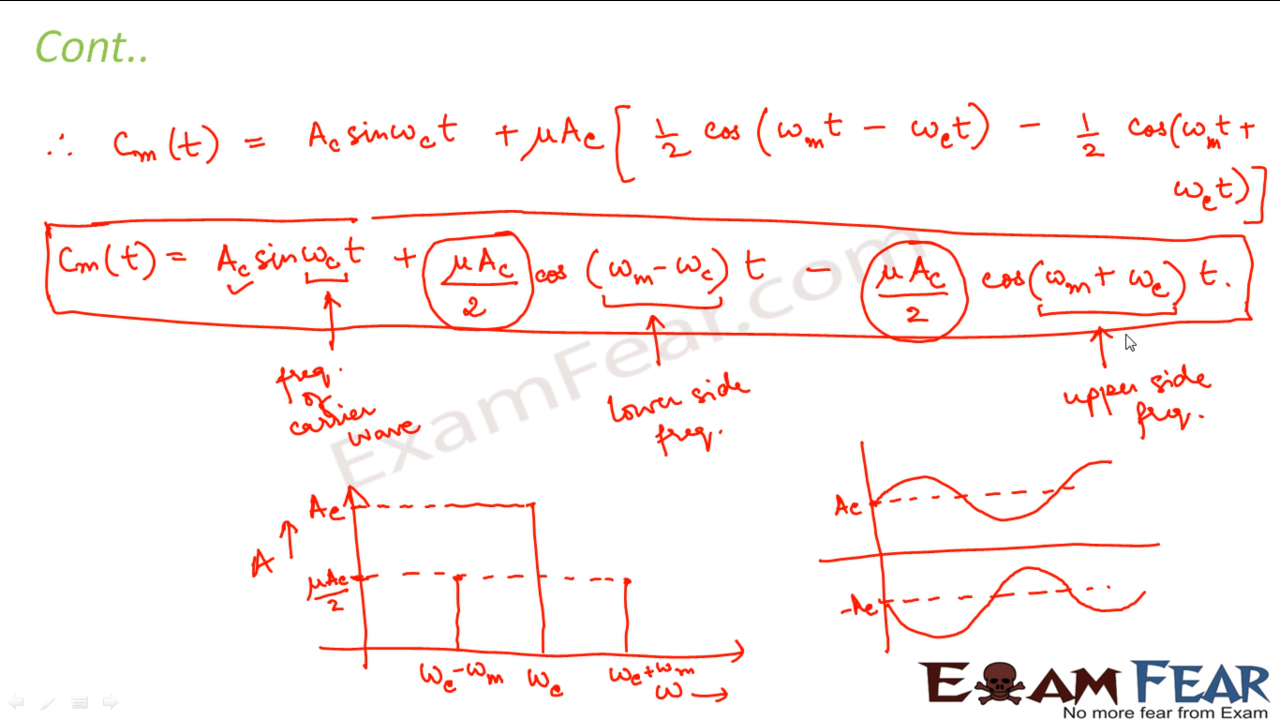 Cont..
∴ Cm(t) = Ac sinωct + μAc [ 1/2 cos (ωmt – ωct) – 1/2 cos(ωmt +
ωct) ]
Cm(t) = Ac sinωct + μAc/2 cos (ωm – ωc) t – μAc/2 cos(ωm + ωc) t.
freq.
of
carrier
wave
lower side
freq.
upper side
freq.
Ac
A
μAc/2
ωc–ωm ωc ωc+ωm
ω
Ac
–Ac
ExamFear.com
EXAM FEAR
No more fear from Exam